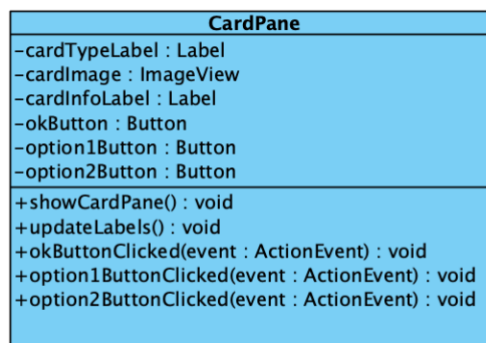 CardPane
-cardTypeLabel : Label
-cardImage : ImageView
-cardInfoLabel : Label
-okButton : Button
-option1Button : Button
-option2Button : Button
+showCardPane() : void
+updateLabels() : void
+okButtonClicked(event : ActionEvent) : void
+option1ButtonClicked(event : ActionEvent) : void
+option2ButtonClicked(event : ActionEvent) : void